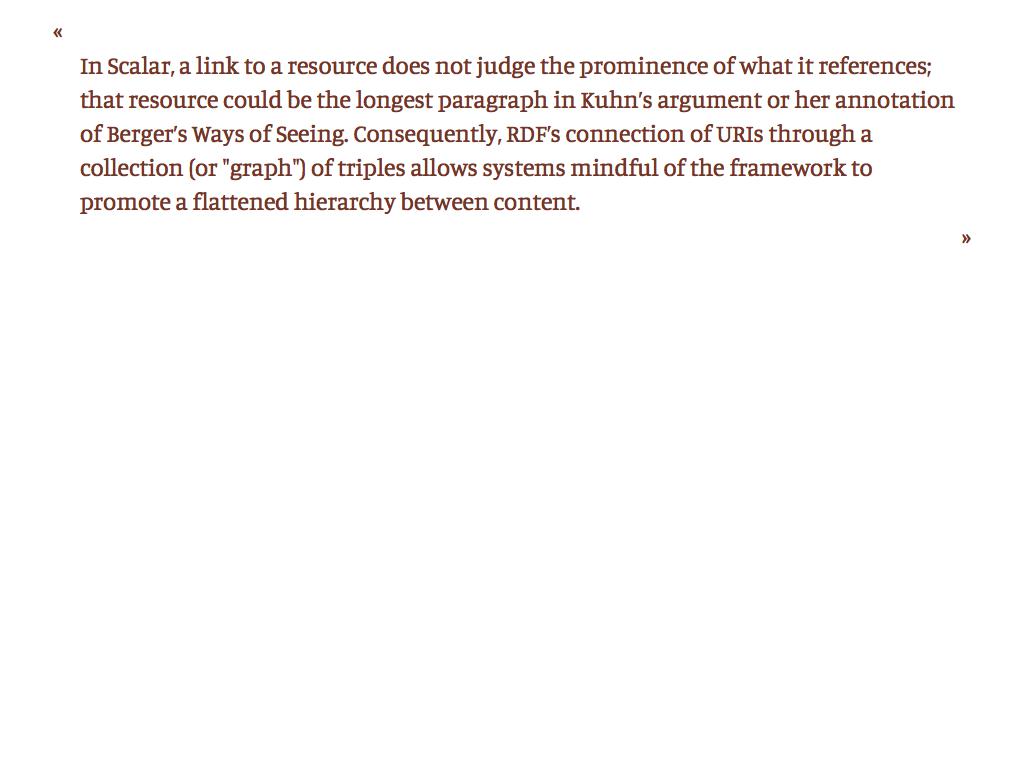 «
In Scalar, a link to a resource does not judge the prominence of what it references;
that resource could be the longest paragraph in Kuhn's argument or her annotation
of Berger's Ways of Seeing. Consequently, RDF's connection of URIs through a
collection (or "graph") of triples allows systems mindful of the framework to
promote a flattened hierarchy between content.
»